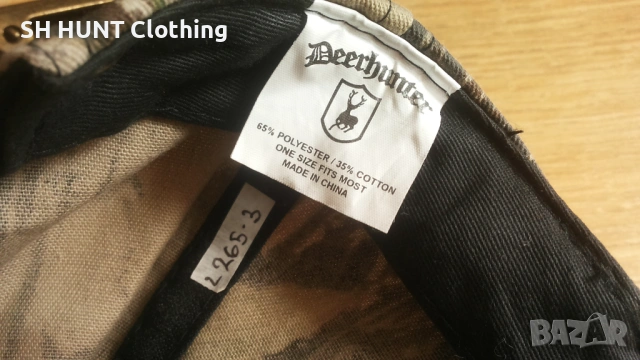 SH HUNT Clothing
Deerhunter
65% POLYESTER / 35% COTTON
ONE SIZE FITS MOST
MADE IN CHINA
L265.3
BAZAR